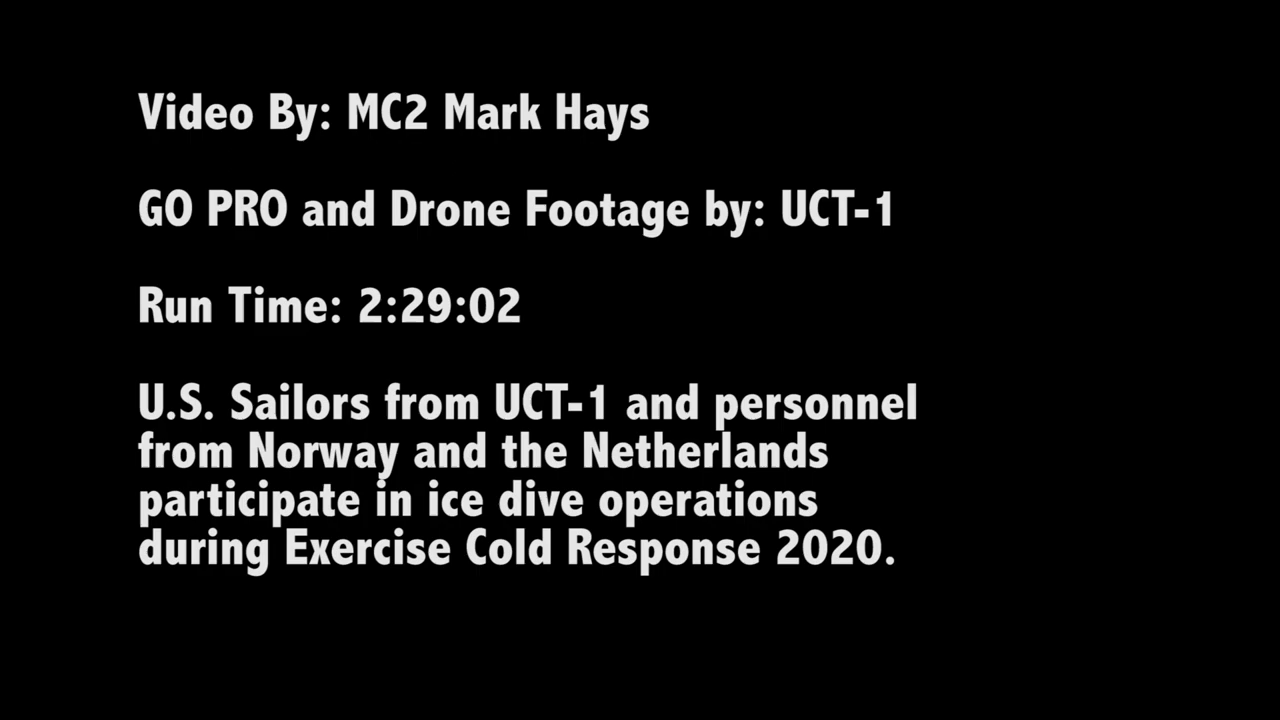 Video By: MC2 Mark Hays
GO PRO and Drone Footage by: UCT-1
Run Time: 2:29:02
U.S. Sailors from UCT-1 and personnel
from Norway and the Netherlands
participate in ice dive operations
during Exercise Cold Response 2020.